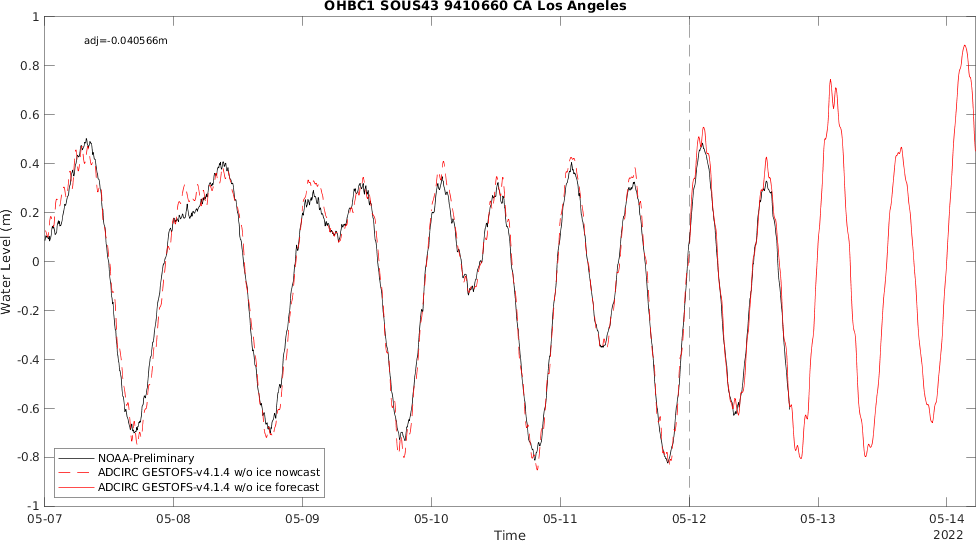 OHBC1 SOUS43 9410660 CA Los Angeles
adj=-0.040566m
Water Level (m)
1
0.8
0.6
0.4
0.2
0
-0.2
-0.4
-0.6
-0.8
-1
NOAA-Preliminary
ADCIRC GESTOFS-v4.1.4 w/o ice nowcast
ADCIRC GESTOFS-v4.1.4 w/o ice forecast
05-07 05-08 05-09 05-10 05-11 05-12 05-13 05-14
2022
Time